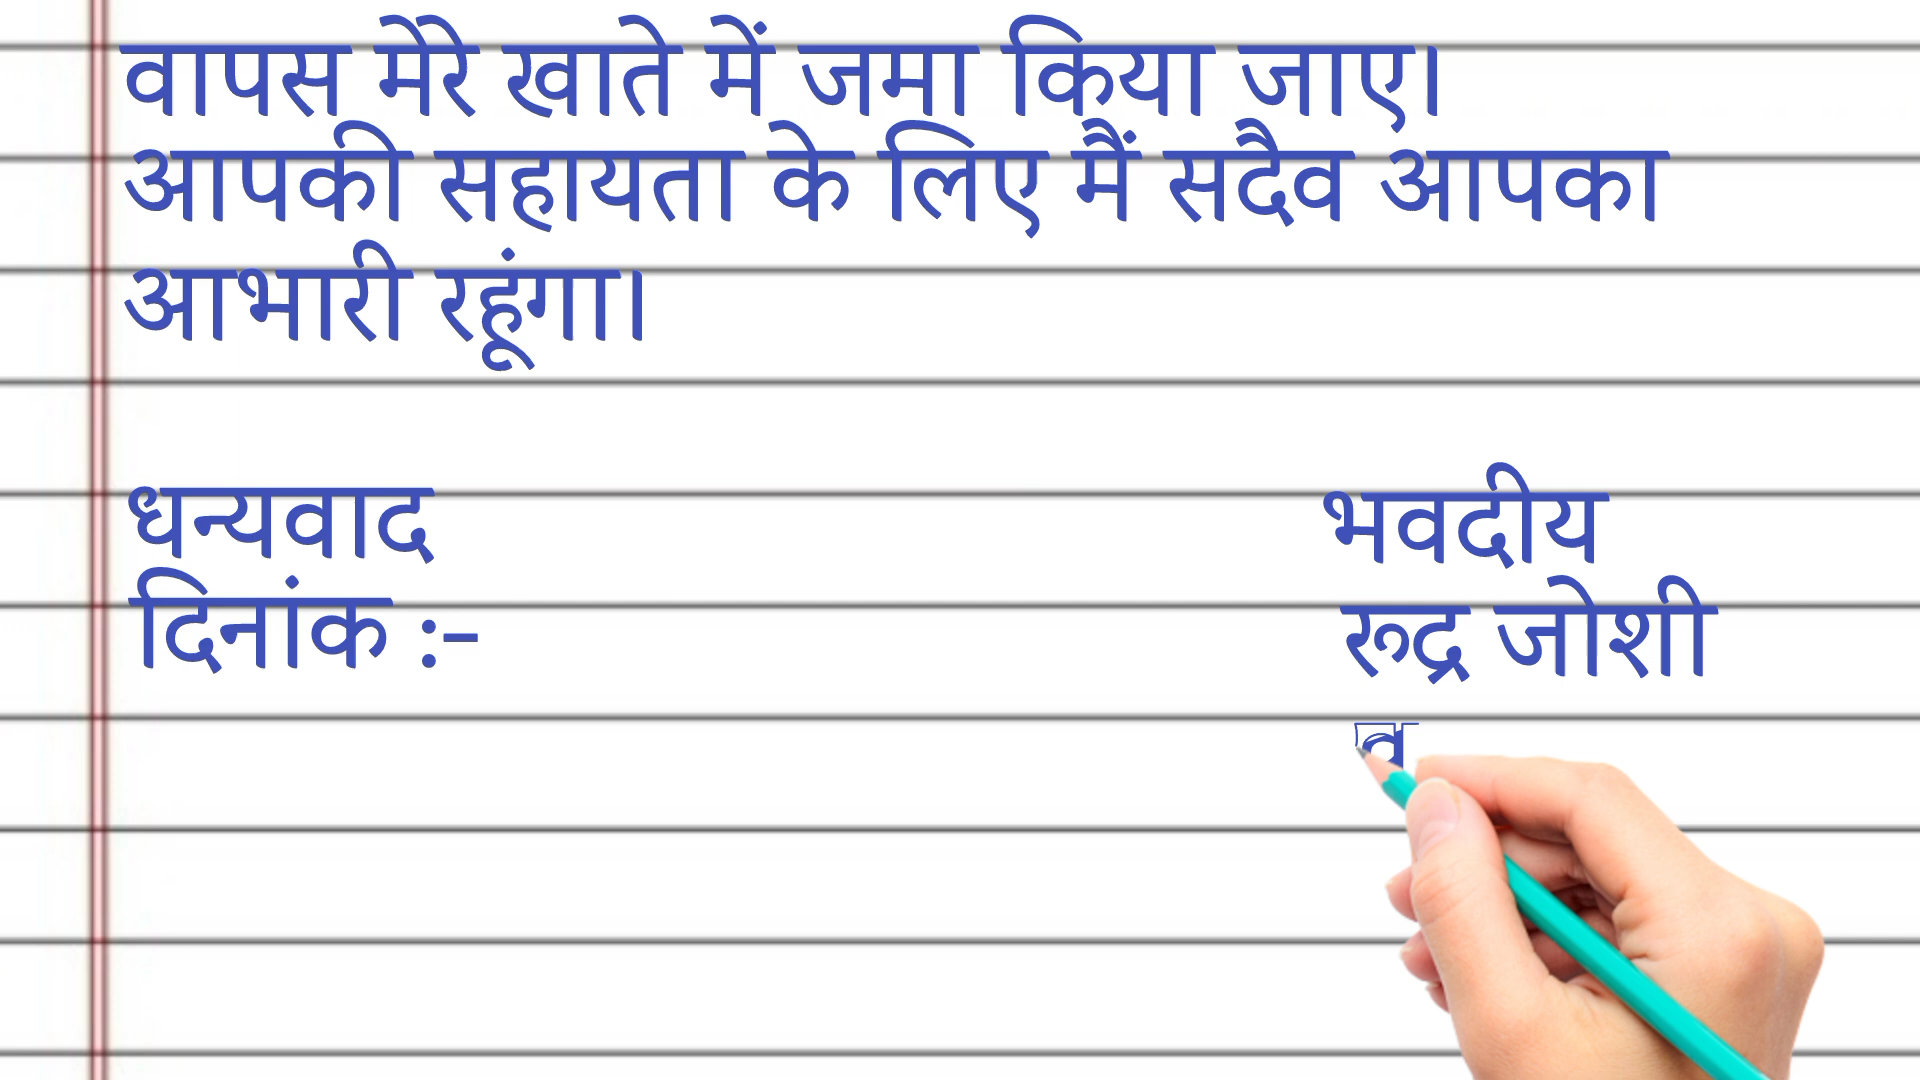 वापस मेरे खाते में जमा किया जाए।
आपकी सहायता के लिए मैं सदैव आपका
आभारी रहूंगा।
धन्यवाद भवदीय
दिनांक :- रूद्र जोशी